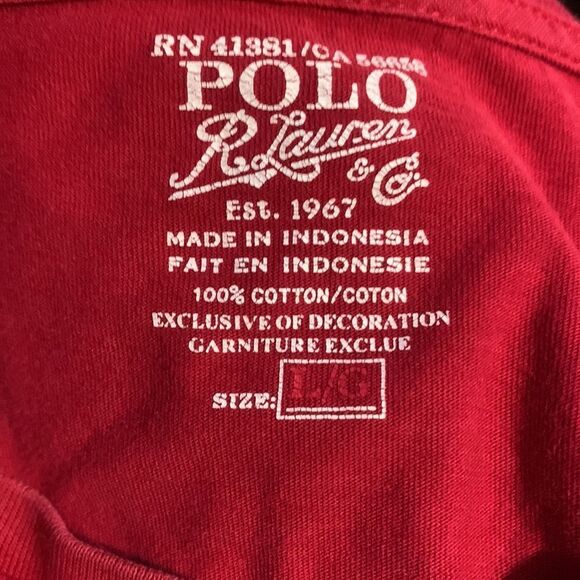 RN 41381/CA 56656
POLO
R. Lauren
& Co.
EST. 1967
MADE IN INDONESIA
FAIT EN INDONESIE
100% COTTON/COTON
EXCLUSIVE OF DECORATION
GARNITURE EXCLUE
SIZE: L/G